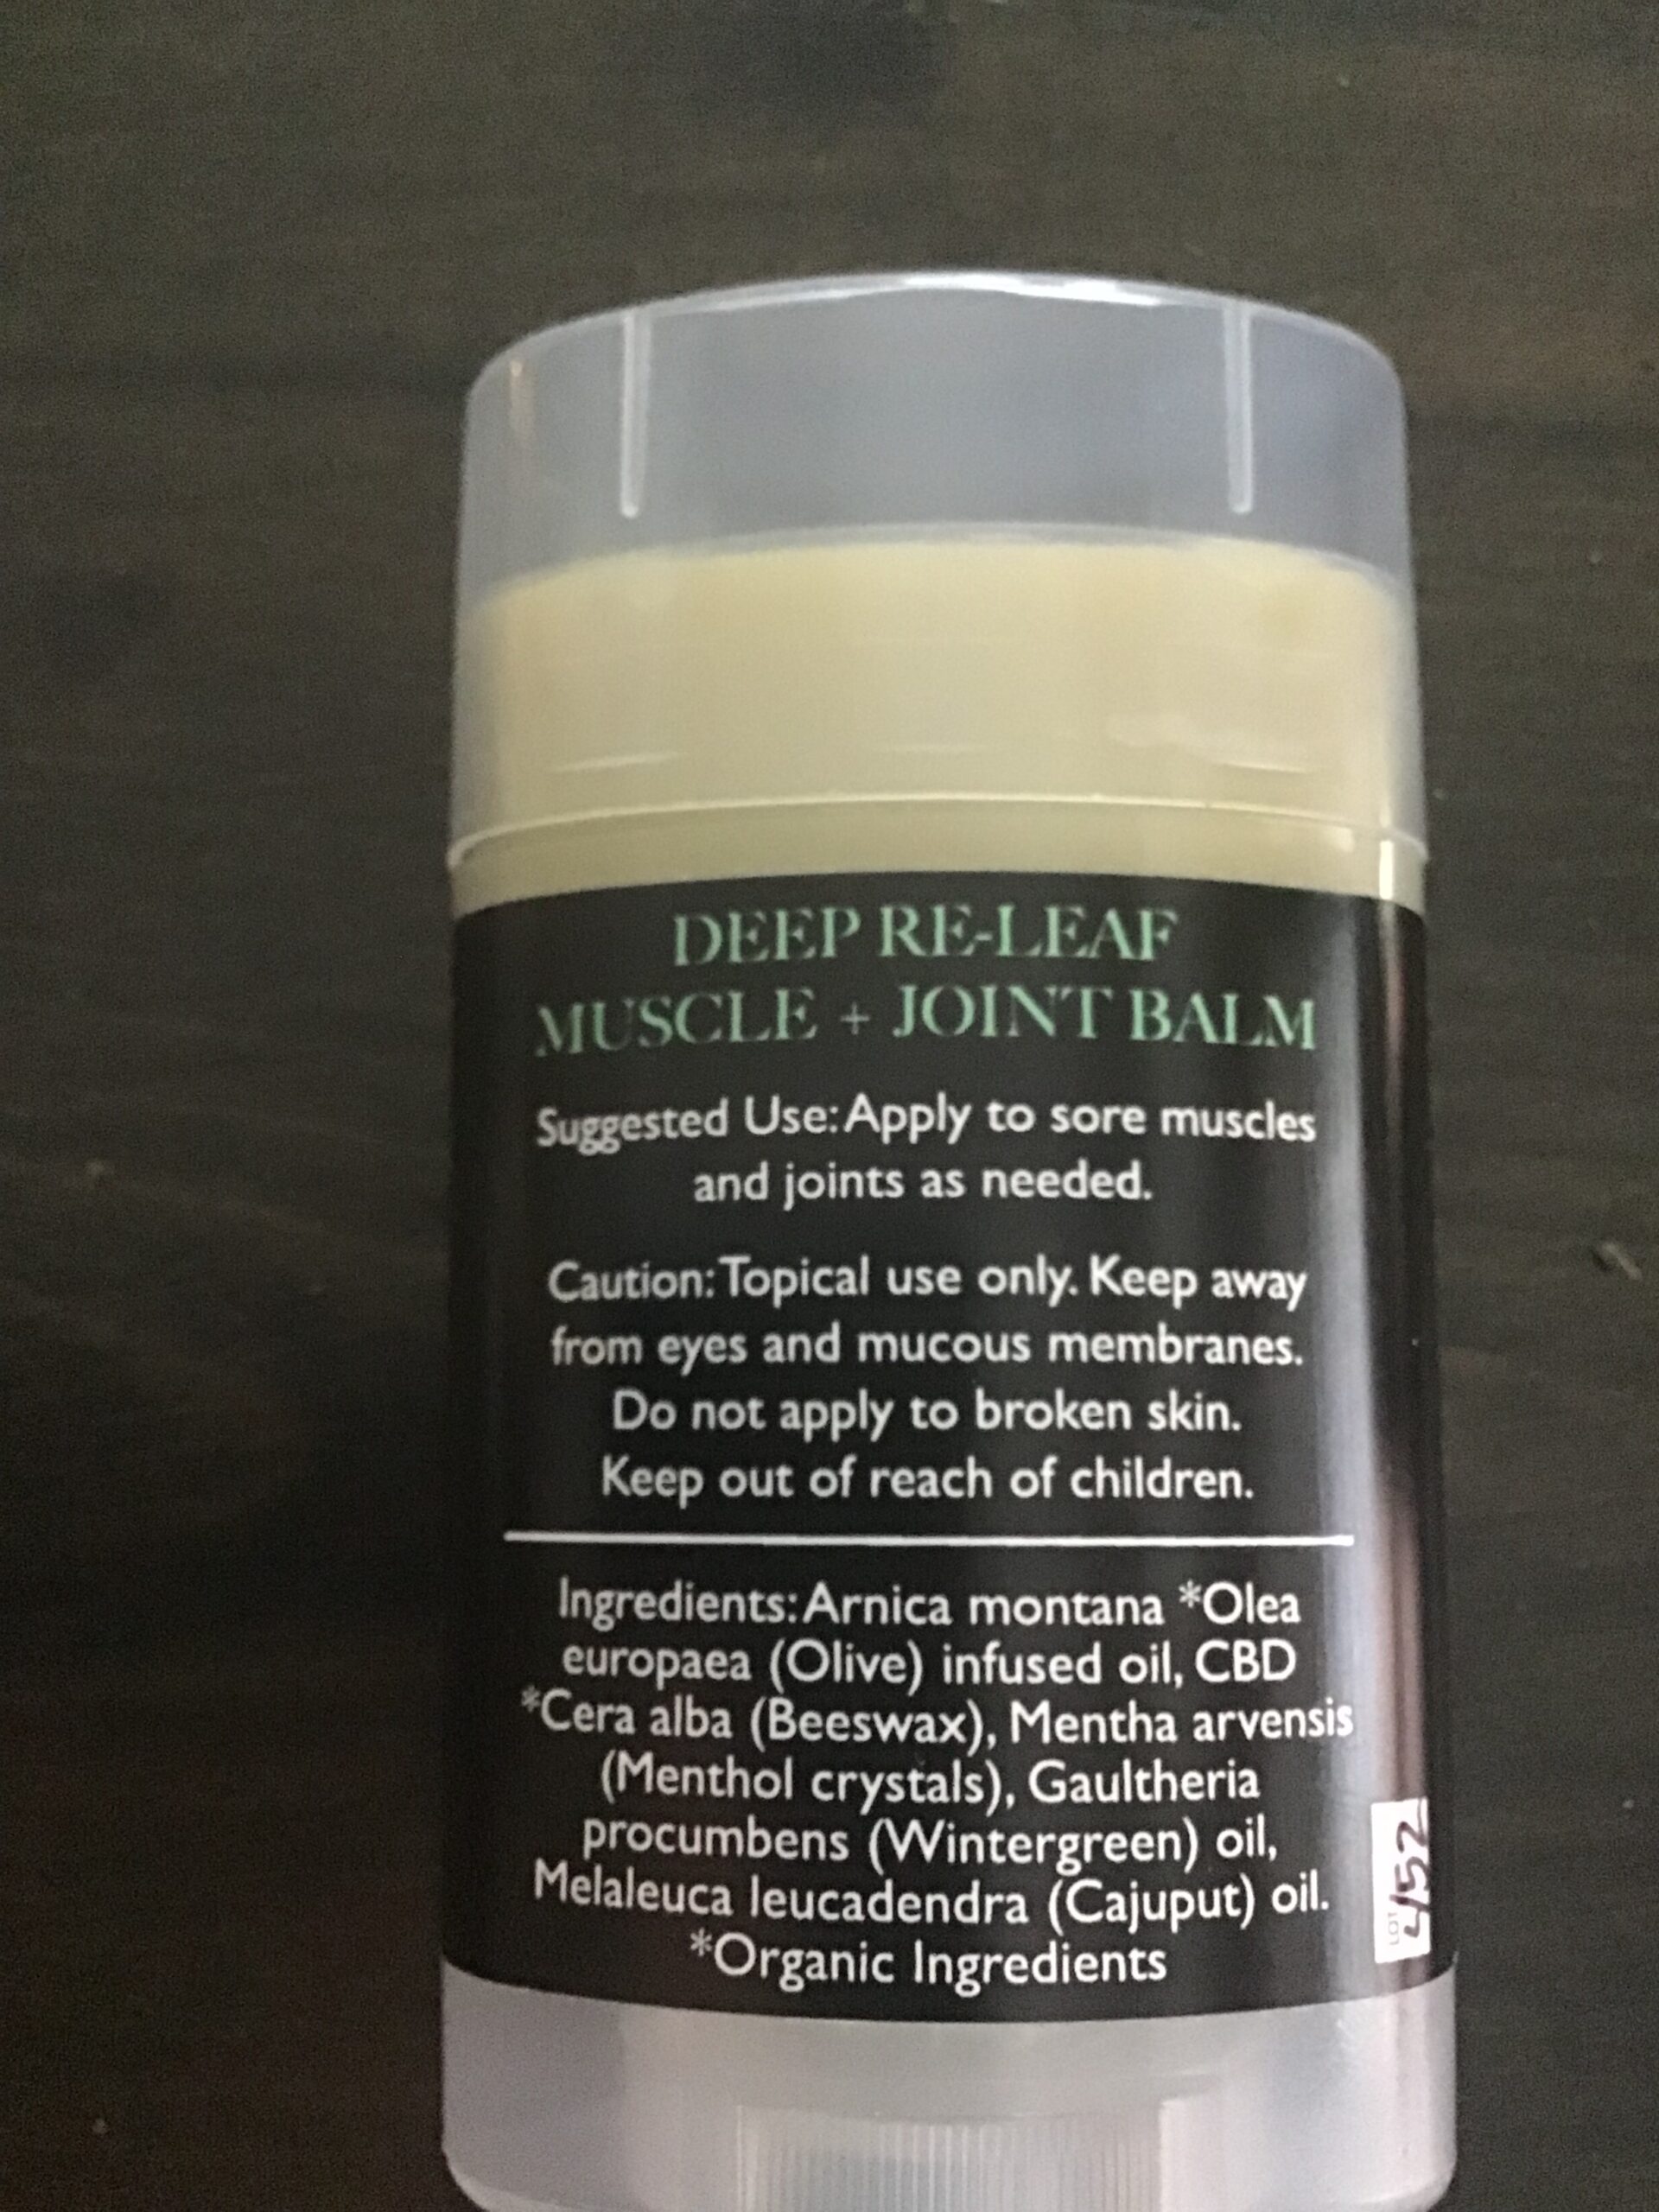 DEEP RE-LEAF
MUSCLE + JOINT BALM
Suggested Use: Apply to sore muscles
and joints as needed.
Caution: Topical use only. Keep away
from eyes and mucous membranes.
Do not apply to broken skin.
Keep out of reach of children.
Ingredients: Arnica montana *Olea
europaea (Olive) infused oil, CBD
*Cera alba (Beeswax), Mentha arvensis
(Menthol crystals), Gaultheria
procumbens (Wintergreen) oil,
Melaleuca leucadendra (Cajuput) oil.
*Organic Ingredients
LOT
4152